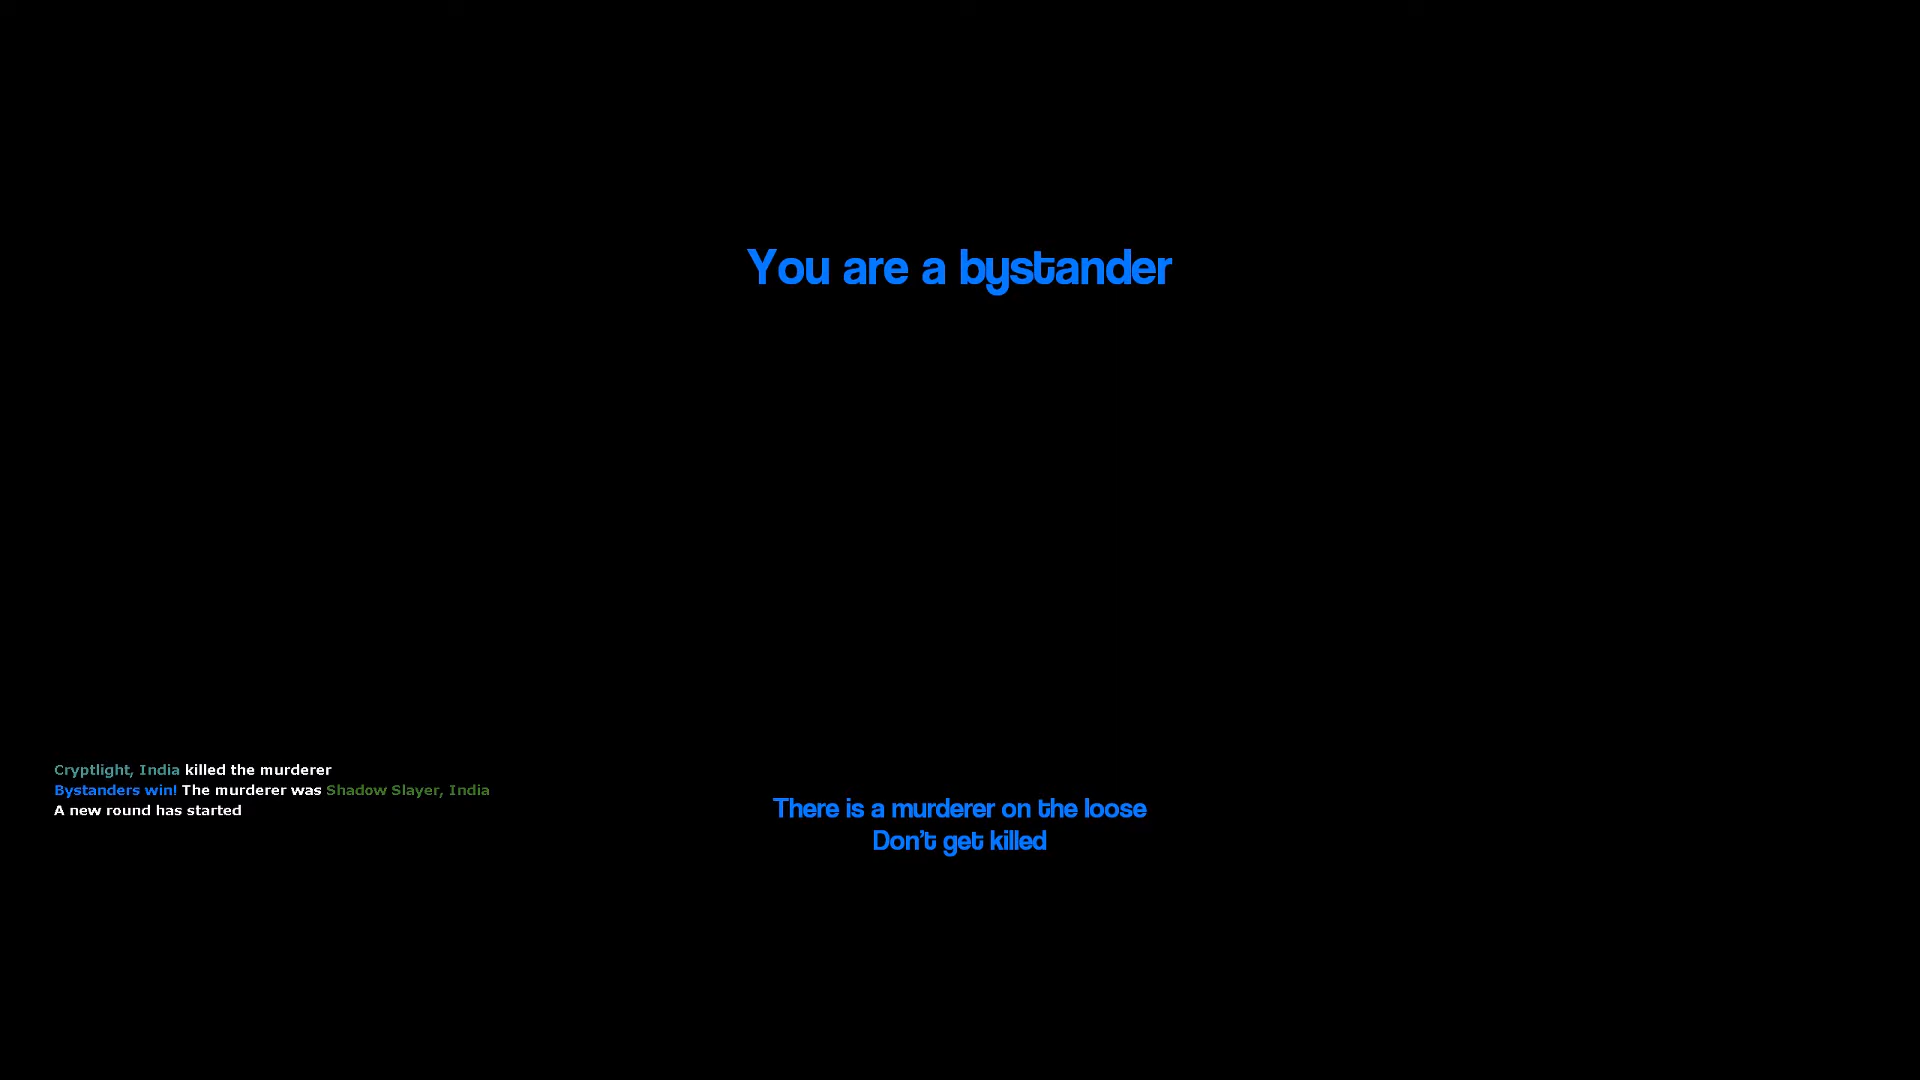 You are a bystander
Cryptlight, India killed the murderer
Bystanders win! The murderer was Shadow Slayer, India
A new round has started
There is a murderer on the loose
Don't get killed